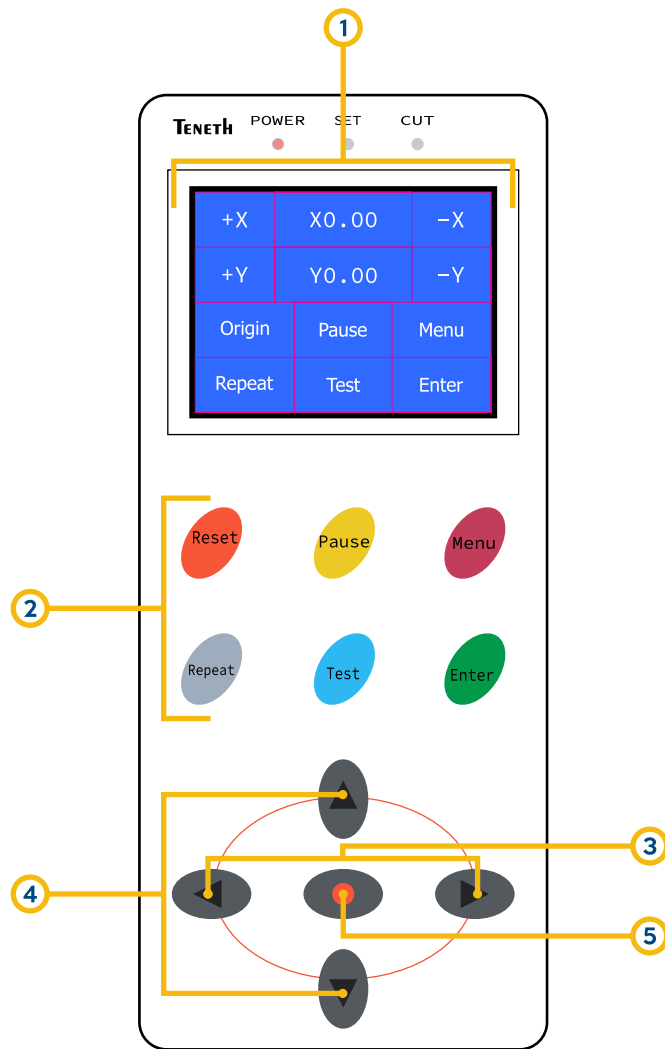 1
TENETH POWER SET CUT
+X X0.00 -X
+Y Y0.00 -Y
Origin Pause Menu
Repeat Test Enter
Reset Pause Menu
2
Repeat Test Enter
3
4
5